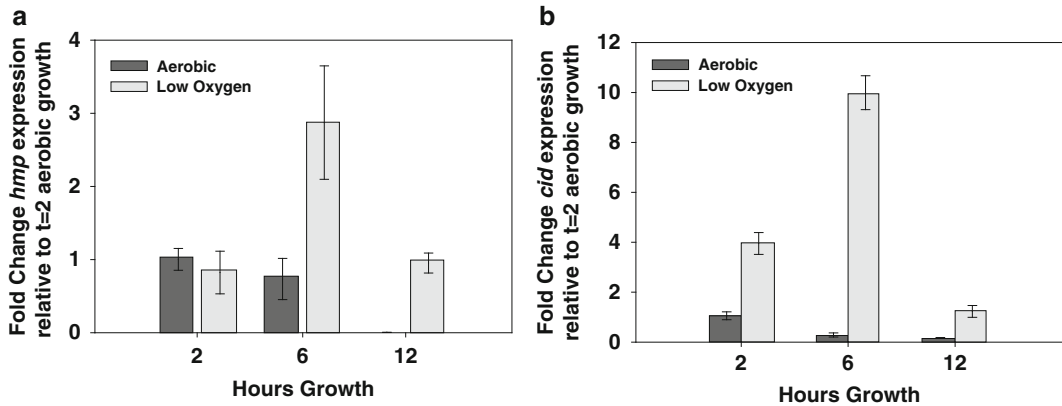 a
Fold Change hmp expression
relative to t=2 aerobic growth
4
3
2
1
0
Aerobic
Low Oxygen
2 6 12
Hours Growth
b
Fold Change cid expression
relative to t=2 aerobic growth
12
10
8
6
4
2
0
Aerobic
Low Oxygen
2 6 12
Hours Growth